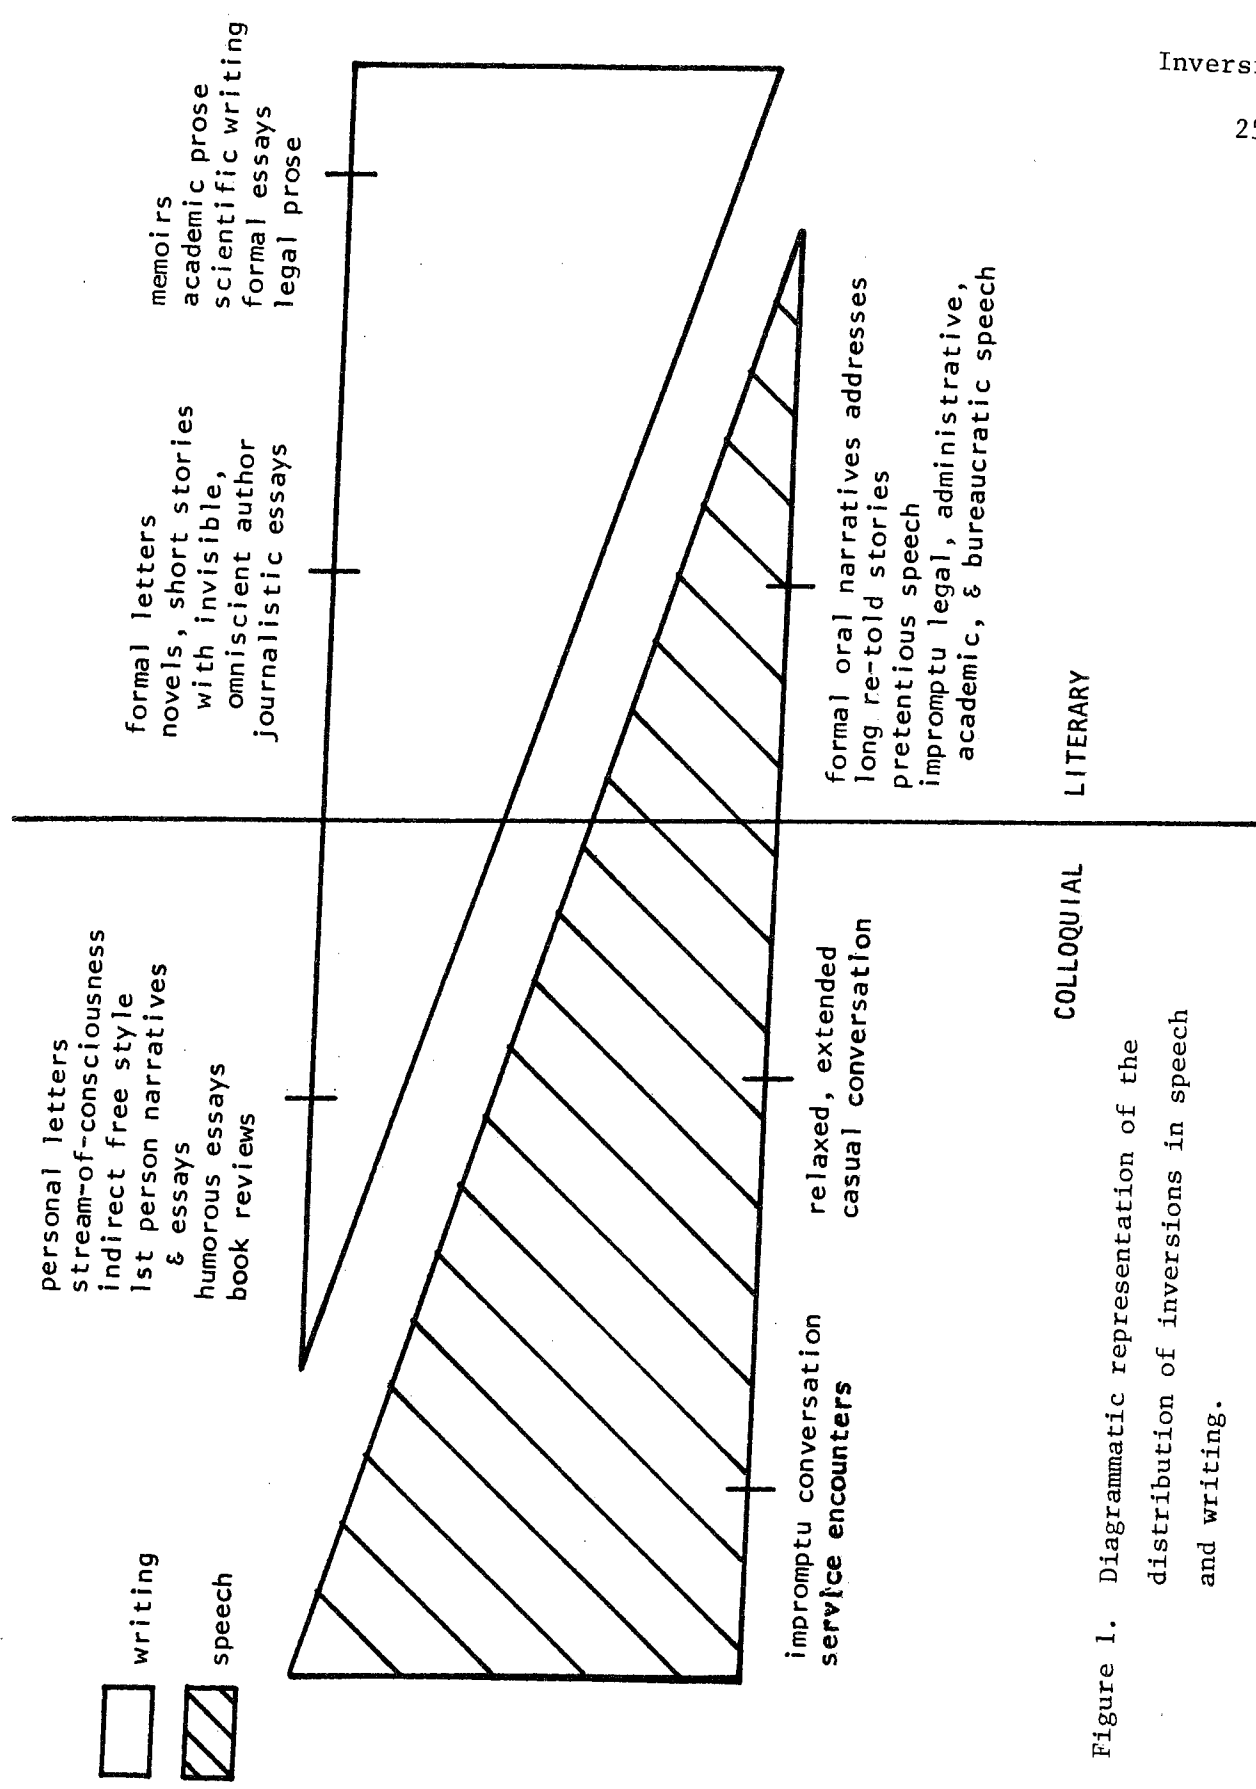 Inversi
25
writing
speech
personal letters
stream-of-consciousness
indirect free style
1st person narratives
& essays
humorous essays
book reviews
formal letters
novels, short stories
with invisible,
omniscient author
journalistic essays
memoirs
academic prose
scientific writing
formal essays
legal prose
impromptu conversation
service encounters
relaxed, extended
casual conversation
formal oral narratives addresses
long re-told stories
pretentious speech
impromptu legal, administrative,
academic, & bureaucratic speech
COLLOQUIAL
LITERARY
Figure 1. Diagrammatic representation of the
distribution of inversions in speech
and writing.